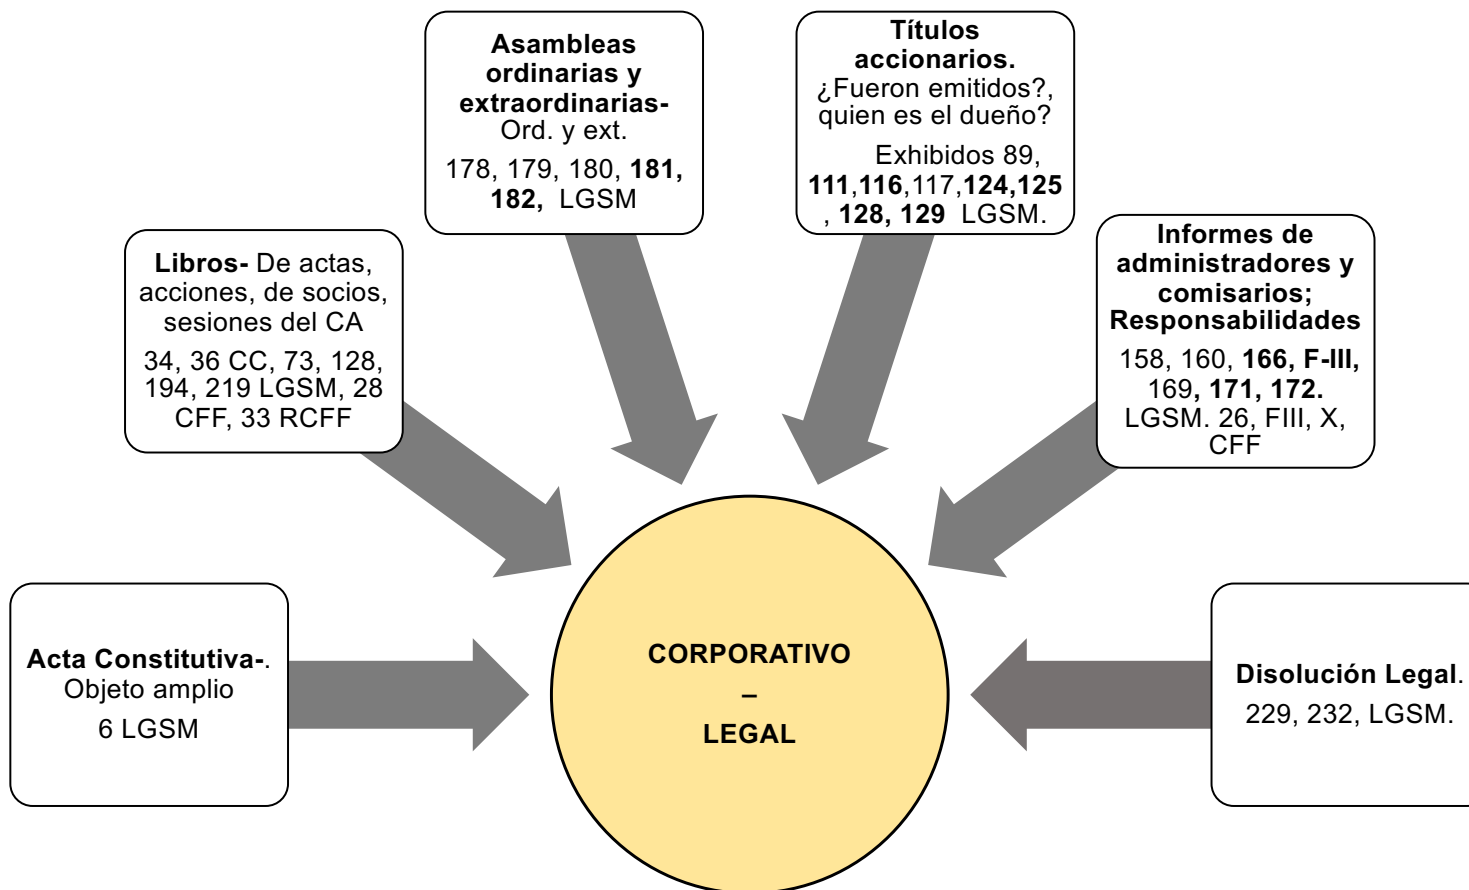 Asambleas
ordinarias y
extraordinarias-
Ord. y ext.
178, 179, 180, 181,
182, LGSM
Títulos
accionarios.
¿Fueron emitidos?,
quien es el dueño?
Exhibidos 89,
111,116,117,124,125
, 128, 129 LGSM.
Libros- De actas,
acciones, de socios,
sesiones del CA
34, 36 CC, 73, 128,
194, 219 LGSM, 28
CFF, 33 RCFF
Informes de
administradores y
comisarios;
Responsabilidades
158, 160, 166, F-III,
169, 171, 172.
LGSM. 26, FIII, X,
CFF
Acta Constitutiva-.
Objeto amplio
6 LGSM
CORPORATIVO
–
LEGAL
Disolución Legal.
229, 232, LGSM.